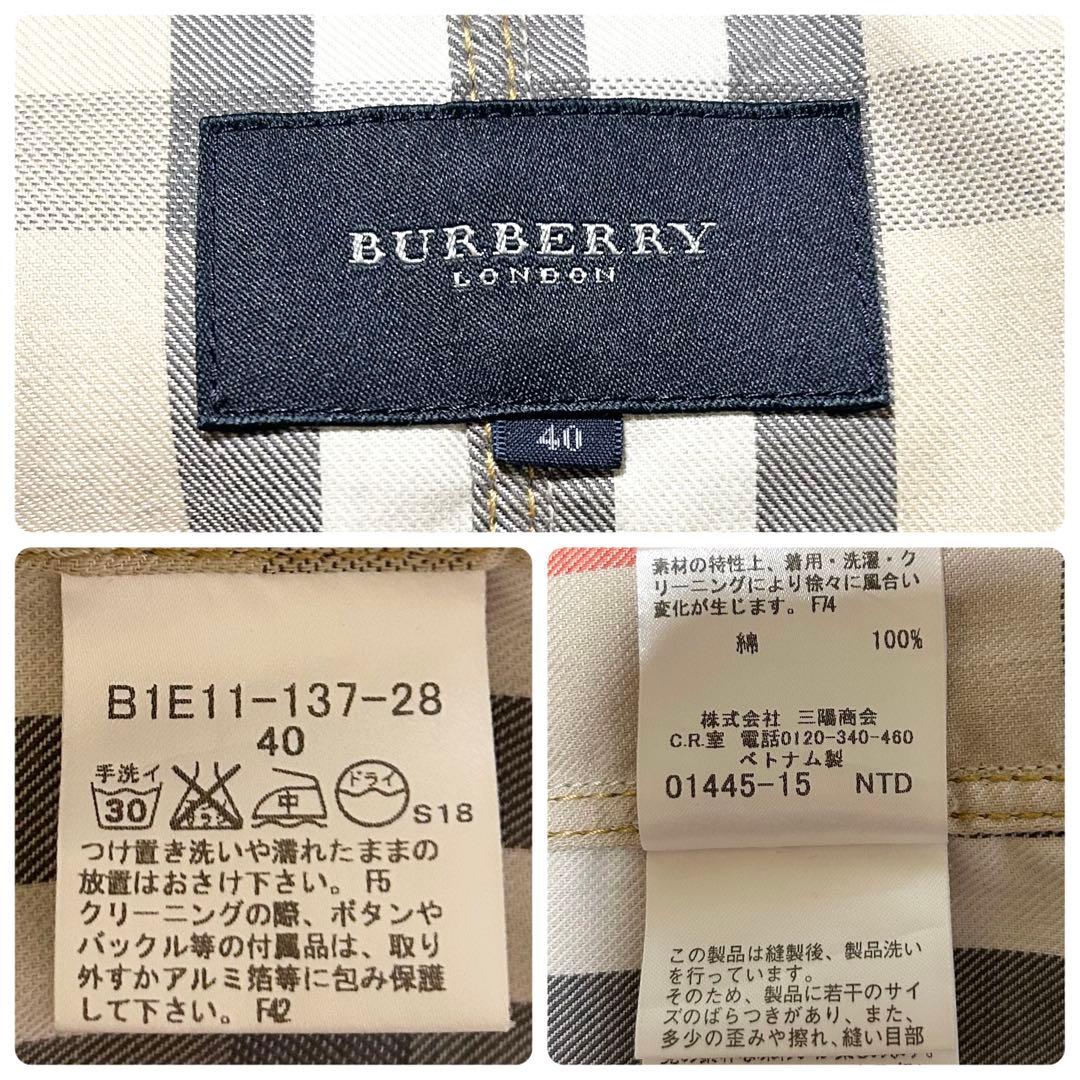 BURBERRY
LONDON
40
B1E11-137-28
40
手洗イ
30
中
ドライ
S18
つけ置き洗いや濡れたままの
放置はおさけ下さい。 F5
クリーニングの際、ボタンや
バックル等の付属品は、取り
外すかアルミ箔等に包み保護
して下さい。 F42
素材の特性上、着用・洗濯・ク
リーニングにより徐々に風合い
変化が生じます。 F74
綿 100%
株式会社 三陽商会
C.R.室 電話0120-340-460
ベトナム製
01445-15 NTD
この製品は縫製後、製品洗い
を行っています。
そのため、製品に若干のサイ
ズのばらつきがあり、また、
多少の歪みや擦れ、縫い目部